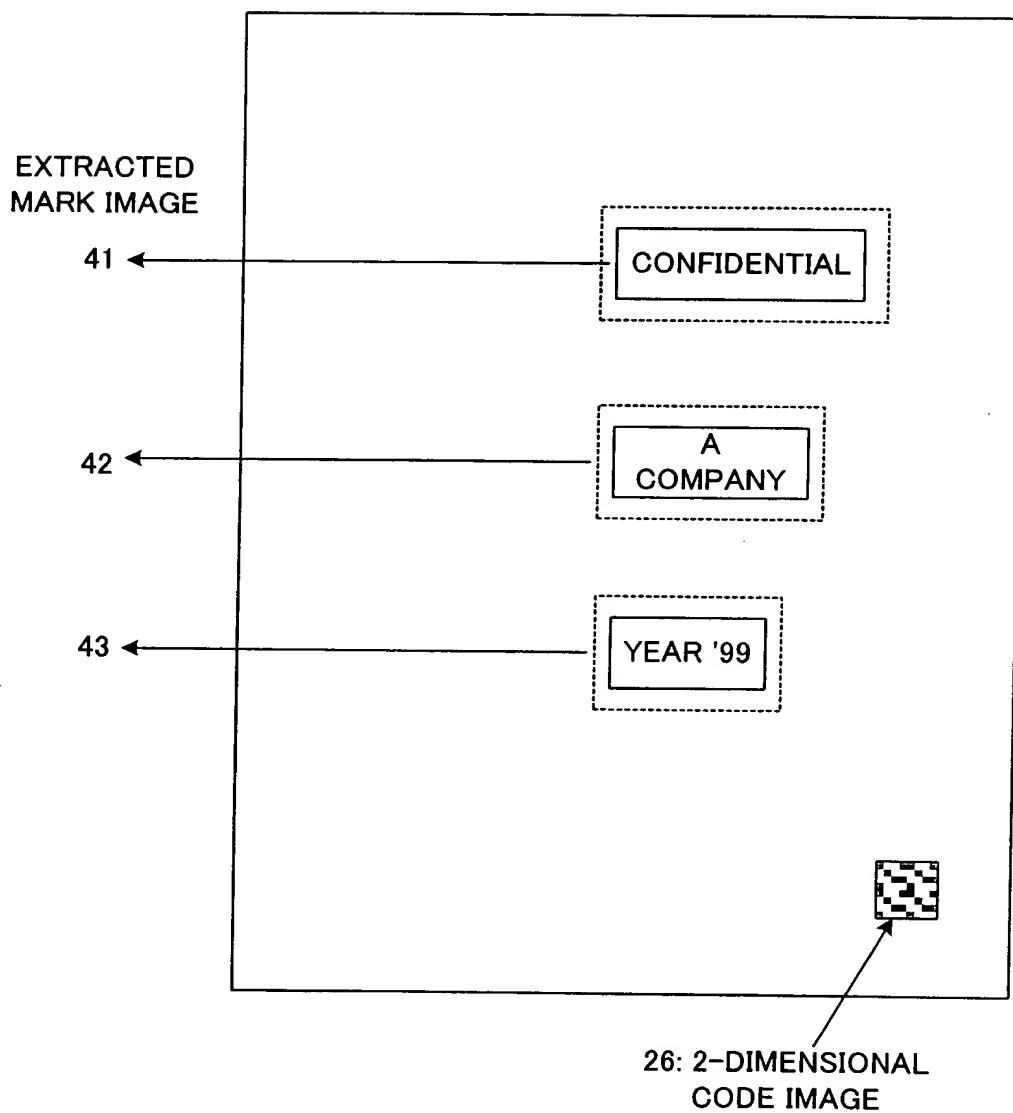 EXTRACTED
MARK IMAGE
41
CONFIDENTIAL
42
A
COMPANY
43
YEAR '99
26: 2-DIMENSIONAL
CODE IMAGE